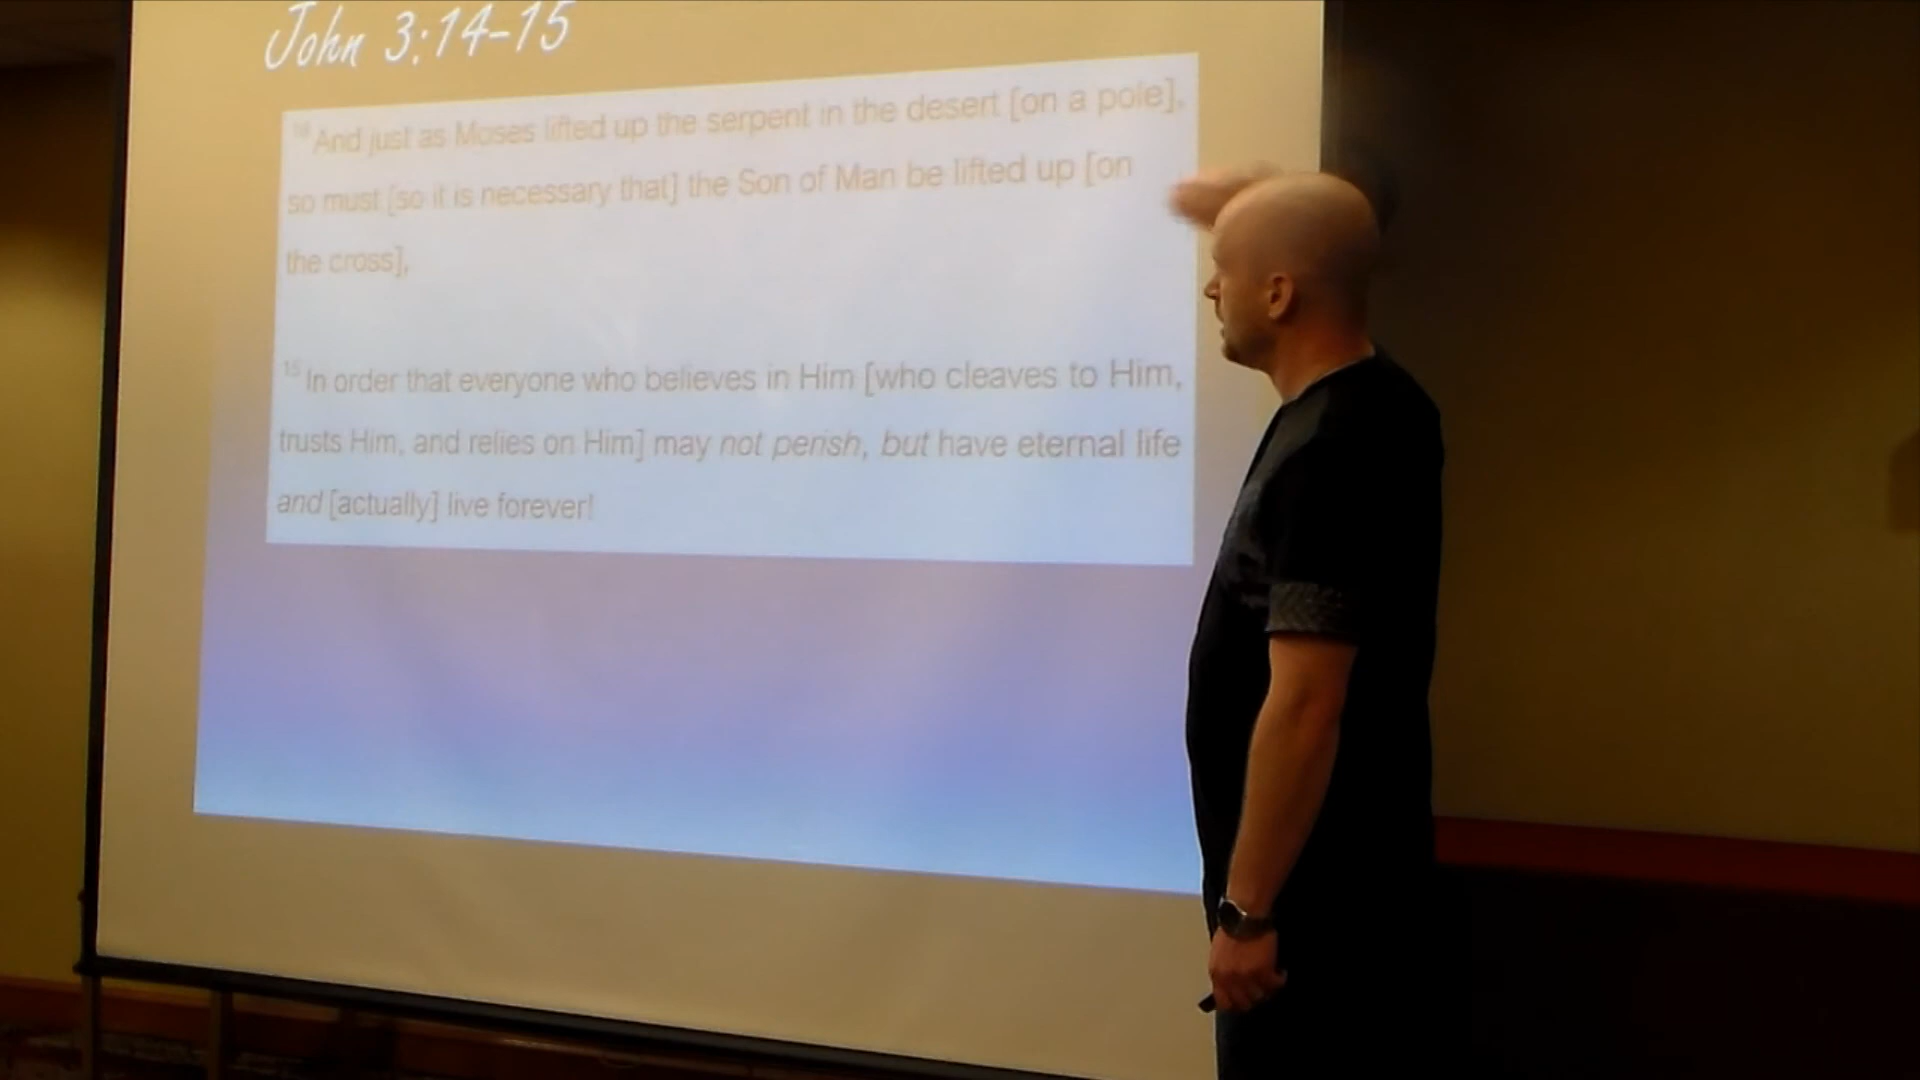 John 3:14-15
14 And just as Moses lifted up the serpent in the desert [on a pole],
so must [so it is necessary that] the Son of Man be lifted up [on
the cross],
15 In order that everyone who believes in Him [who cleaves to Him,
trusts Him, and relies on Him] may not perish, but have eternal life
and [actually] live forever!